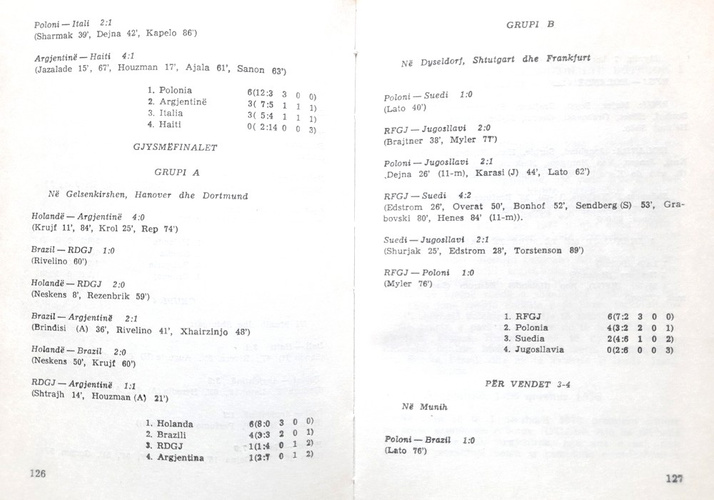 Poloni — Itali 2:1
(Sharmak 39', Dejna 42', Kapelo 86')
Argjentinë — Haiti 4:1
(Jazalade 15', 67', Houzman 17', Ajala 61', Sanon 63')
1. Polonia 6(12:3 3 0 0)
2. Argjentinë 3( 7:5 1 1 1)
3. Italia 3( 5:4 1 1 1)
4. Haiti 0( 2:14 0 0 3)
GJYSMËFINALET
GRUPI A
Në Gelsenkirshen, Hanover dhe Dortmund
Holandë — Argjentinë 4:0
(Krujf 11', 84', Krol 25', Rep 74')
Brazil — RDGJ 1:0
(Rivelino 60')
Holandë — RDGJ 2:0
(Neskens 8', Rezenbrik 59')
Brazil — Argjentinë 2:1
(Brindisi (A) 36', Rivelino 41', Xhairzinjo 48')
Holandë — Brazil 2:0
(Neskens 50', Krujf 60')
RDGJ — Argjentinë 1:1
(Shtrajh 14', Houzman (A) 21')
1. Holanda 6(8:0 3 0 0)
2. Brazili 4(3:3 2 0 1)
3. RDGJ 1(1:4 0 1 2)
4. Argjentina 1(2:7 0 1 2)
126
GRUPI B
Në Dyseldorf, Shtutgart dhe Frankfurt
Poloni — Suedi 1:0
(Lato 40')
RFGJ — Jugosllavi 2:0
(Brajtner 38', Myler 77')
Poloni — Jugosllavi 2:1
.Dejna 26' (11-m), Karasi (J) 44', Lato 62')
RFGJ — Suedi 4:2
(Edstrom 26', Overat 50', Bonhof 52', Sendberg (S) 53', Gra-
bovski 80', Henes 84' (11-m)).
Suedi — Jugosllavi 2:1
(Shurjak 25', Edstrom 28', Torstenson 89')
RFGJ — Poloni 1:0
(Myler 76')
1. RFGJ 6(7:2 3 0 0)
2. Polonia 4(3:2 2 0 1)
3. Suedia 2(4:6 1 0 2)
4. Jugosllavia 0(2:6 0 0 3)
PËR VENDET 3-4
Në Munih
Poloni — Brazil 1:0
(Lato 76')
127